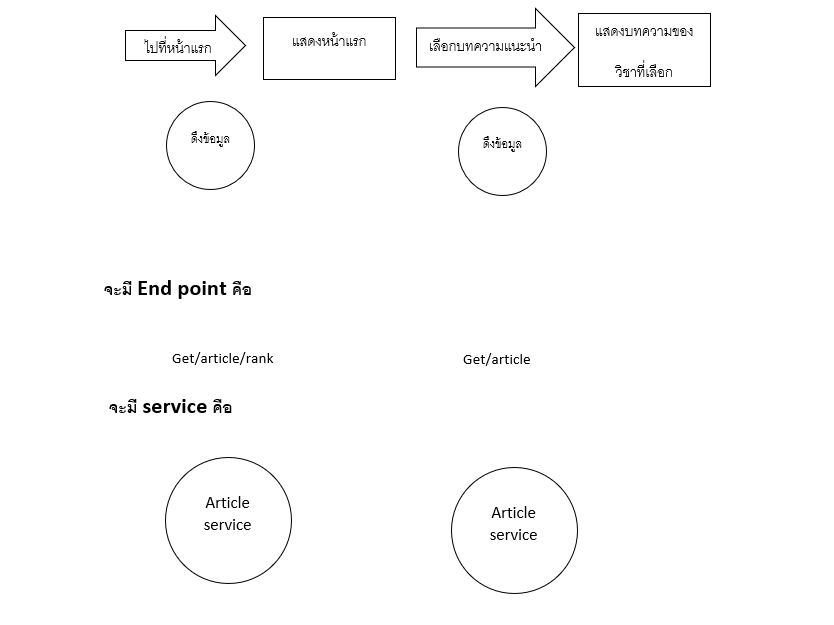 ไปที่หน้าแรก
แสดงหน้าแรก
เลือกบทความแนะนำ
แสดงบทความของ
วิชาที่เลือก
ดึงข้อมูล
ดึงข้อมูล
จะมี End point คือ
Get/article/rank
Get/article
จะมี service คือ
Article
service
Article
service